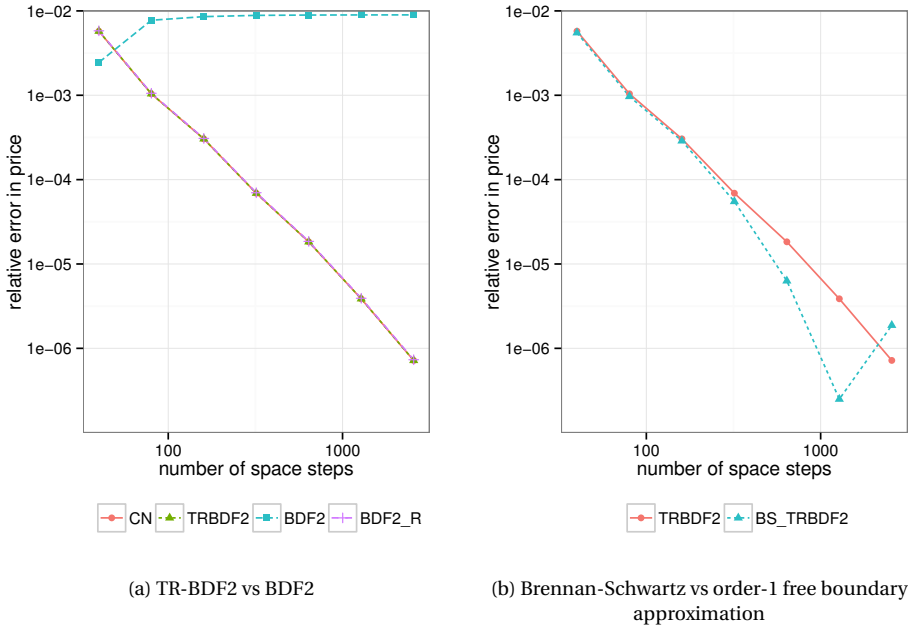 1e-02
1e-03
1e-04
1e-05
1e-06
relative error in price
100
1000
number of space steps
CN TRBDF2 BDF2 BDF2_R
(a) TR-BDF2 vs BDF2
1e-02
1e-03
1e-04
1e-05
1e-06
relative error in price
100
1000
number of space steps
TRBDF2 BS_TRBDF2
(b) Brennan-Schwartz vs order-1 free boundary
approximation